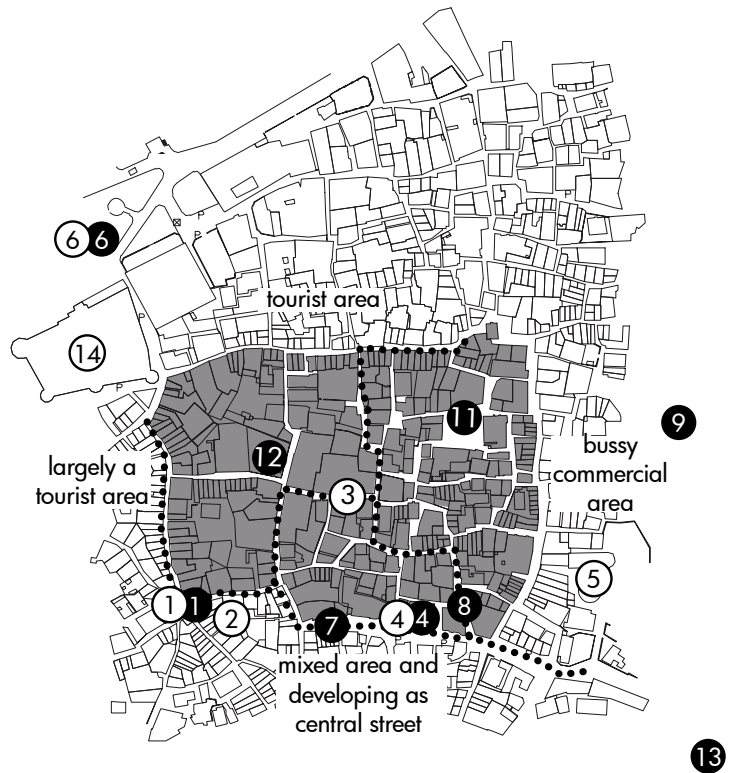 6 6
tourist area
14
11
9
12
bussy
commercial
area
largely a
tourist area
3
5
1 1
2
7
4 4
8
mixed area and
developing as
central street
13
P
P
P
P